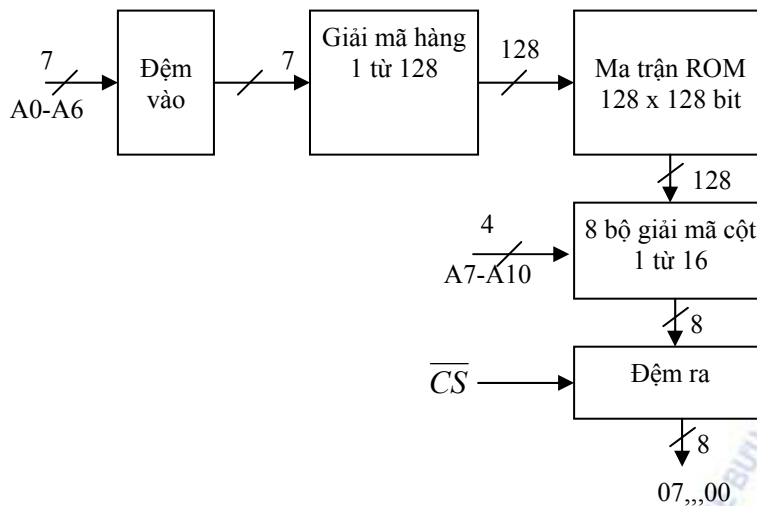 7
A0-A6
Đệm
vào
7
Giải mã hàng
1 từ 128
128
Ma trận ROM
128 x 128 bit
128
4
A7-A10
8 bộ giải mã cột
1 từ 16
8
CS
Đệm ra
8
07,,,00